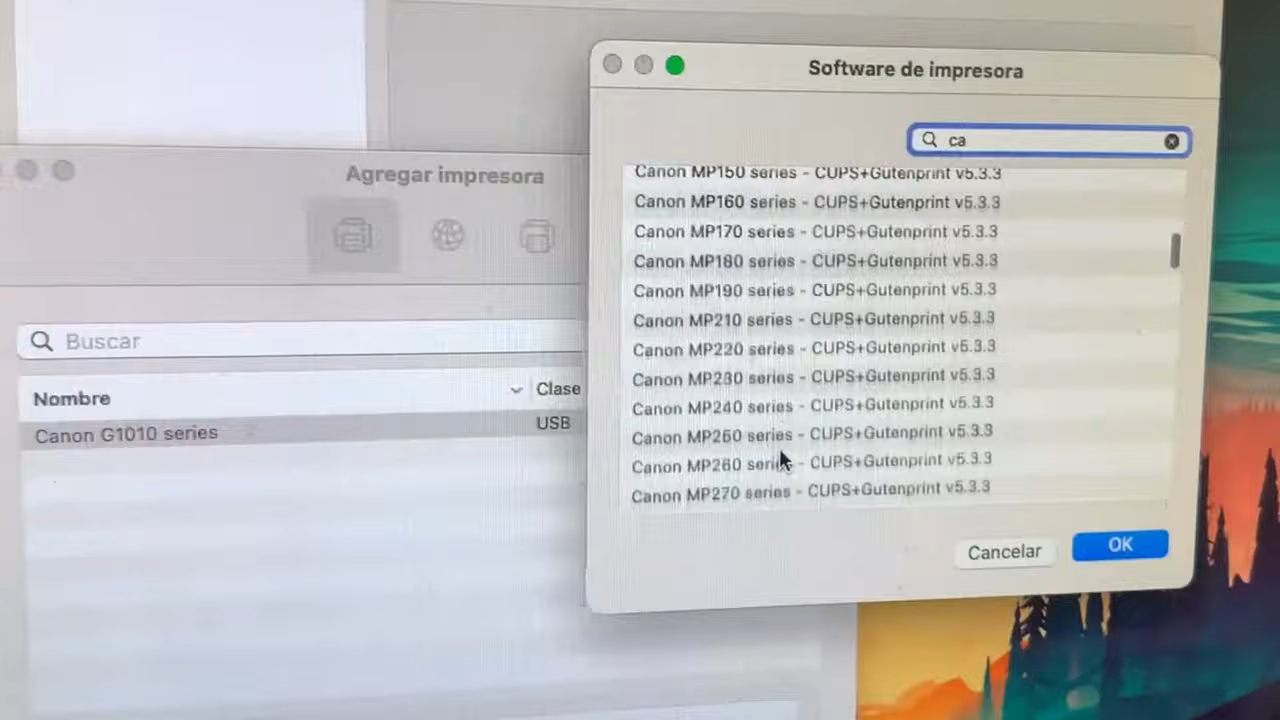 Software de impresora
ca
Canon MP150 series - CUPS+Gutenprint v5.3.3
Canon MP160 series - CUPS+Gutenprint v5.3.3
Canon MP170 series - CUPS+Gutenprint v5.3.3
Canon MP180 series - CUPS+Gutenprint v5.3.3
Canon MP190 series - CUPS+Gutenprint v5.3.3
Canon MP210 series - CUPS+Gutenprint v5.3.3
Canon MP220 series - CUPS+Gutenprint v5.3.3
Canon MP230 series - CUPS+Gutenprint v5.3.3
Canon MP240 series - CUPS+Gutenprint v5.3.3
Canon MP250 series - CUPS+Gutenprint v5.3.3
Canon MP260 series - CUPS+Gutenprint v5.3.3
Canon MP270 series - CUPS+Gutenprint v5.3.3
Cancelar
OK
Agregar impresora
Buscar
Nombre
Clase
Canon G1010 series
USB